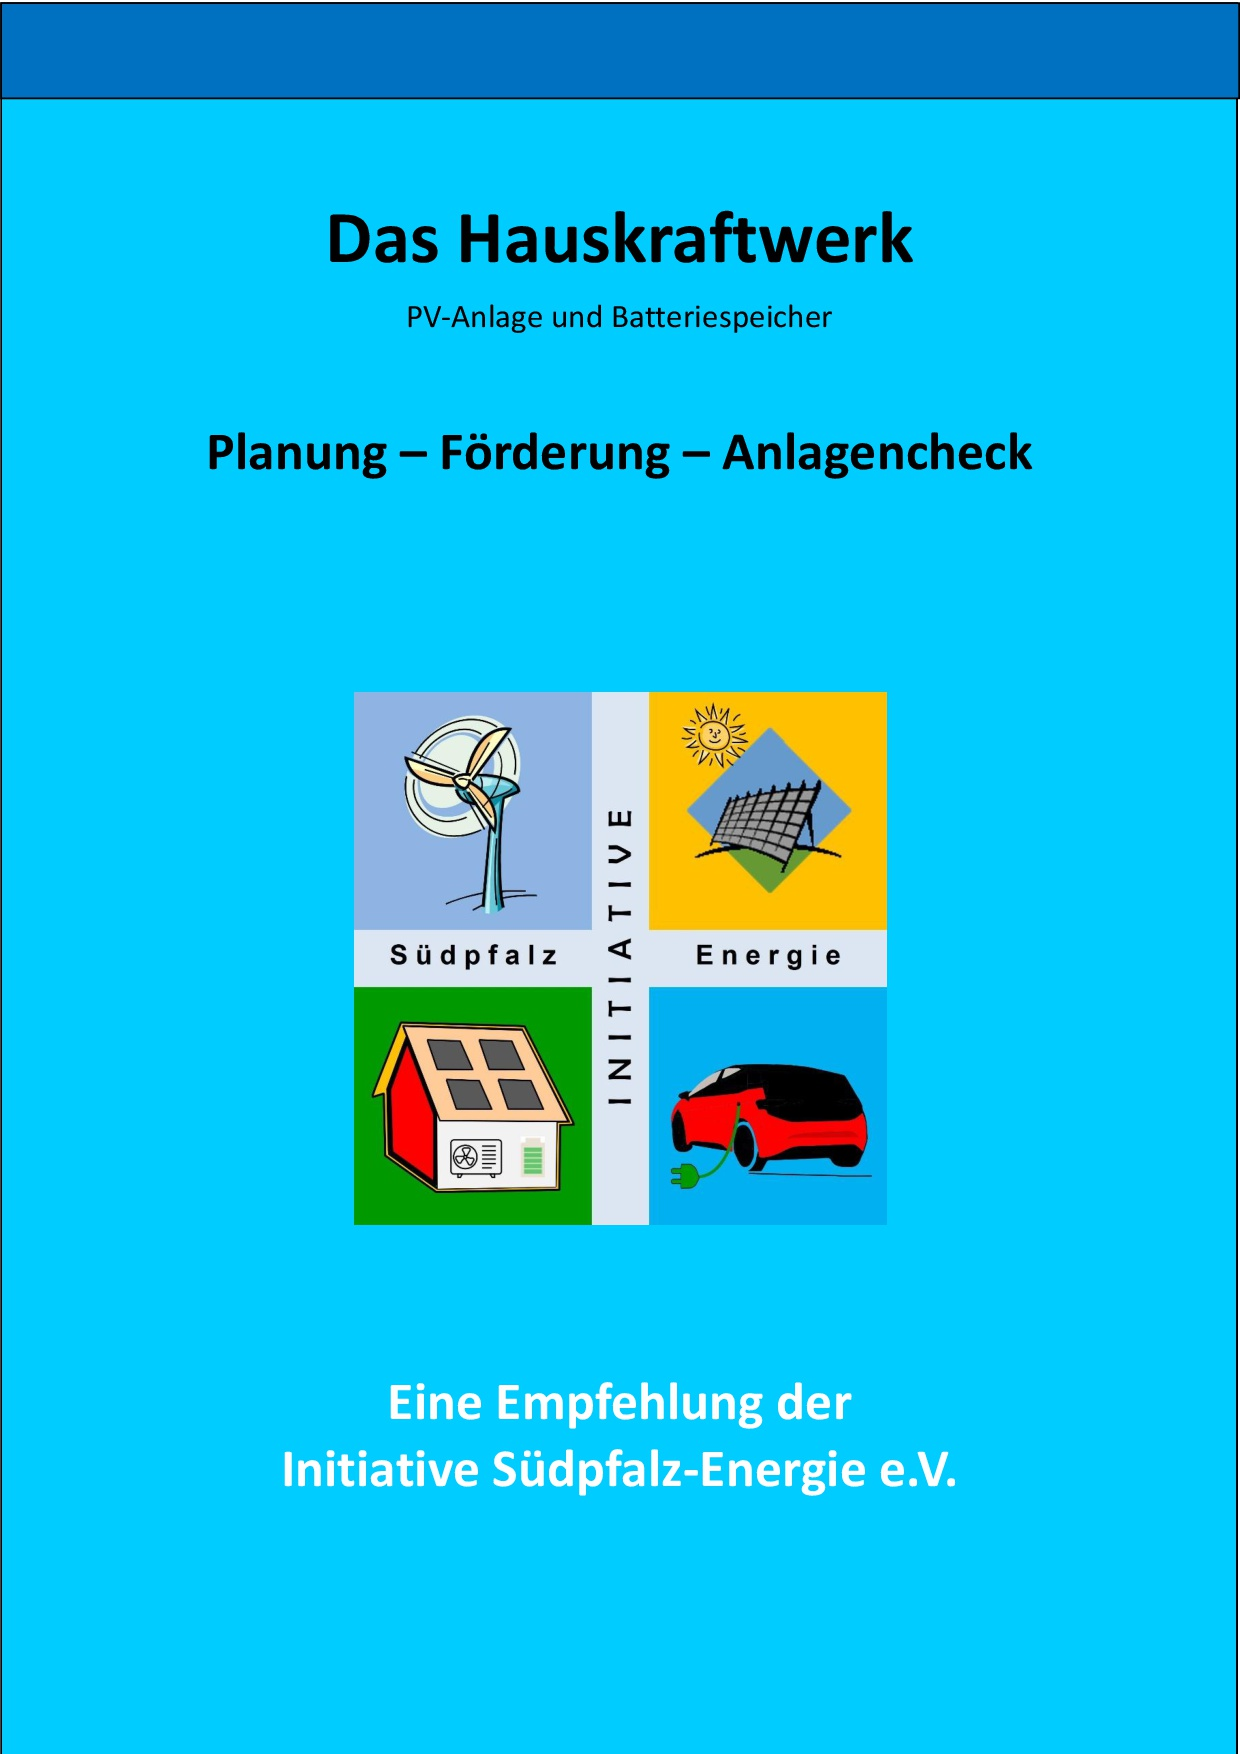 Das Hauskraftwerk
PV-Anlage und Batteriespeicher
Planung – Förderung – Anlagencheck
INITIATIVE
Südpfalz Energie
Eine Empfehlung der
Initiative Südpfalz-Energie e.V.